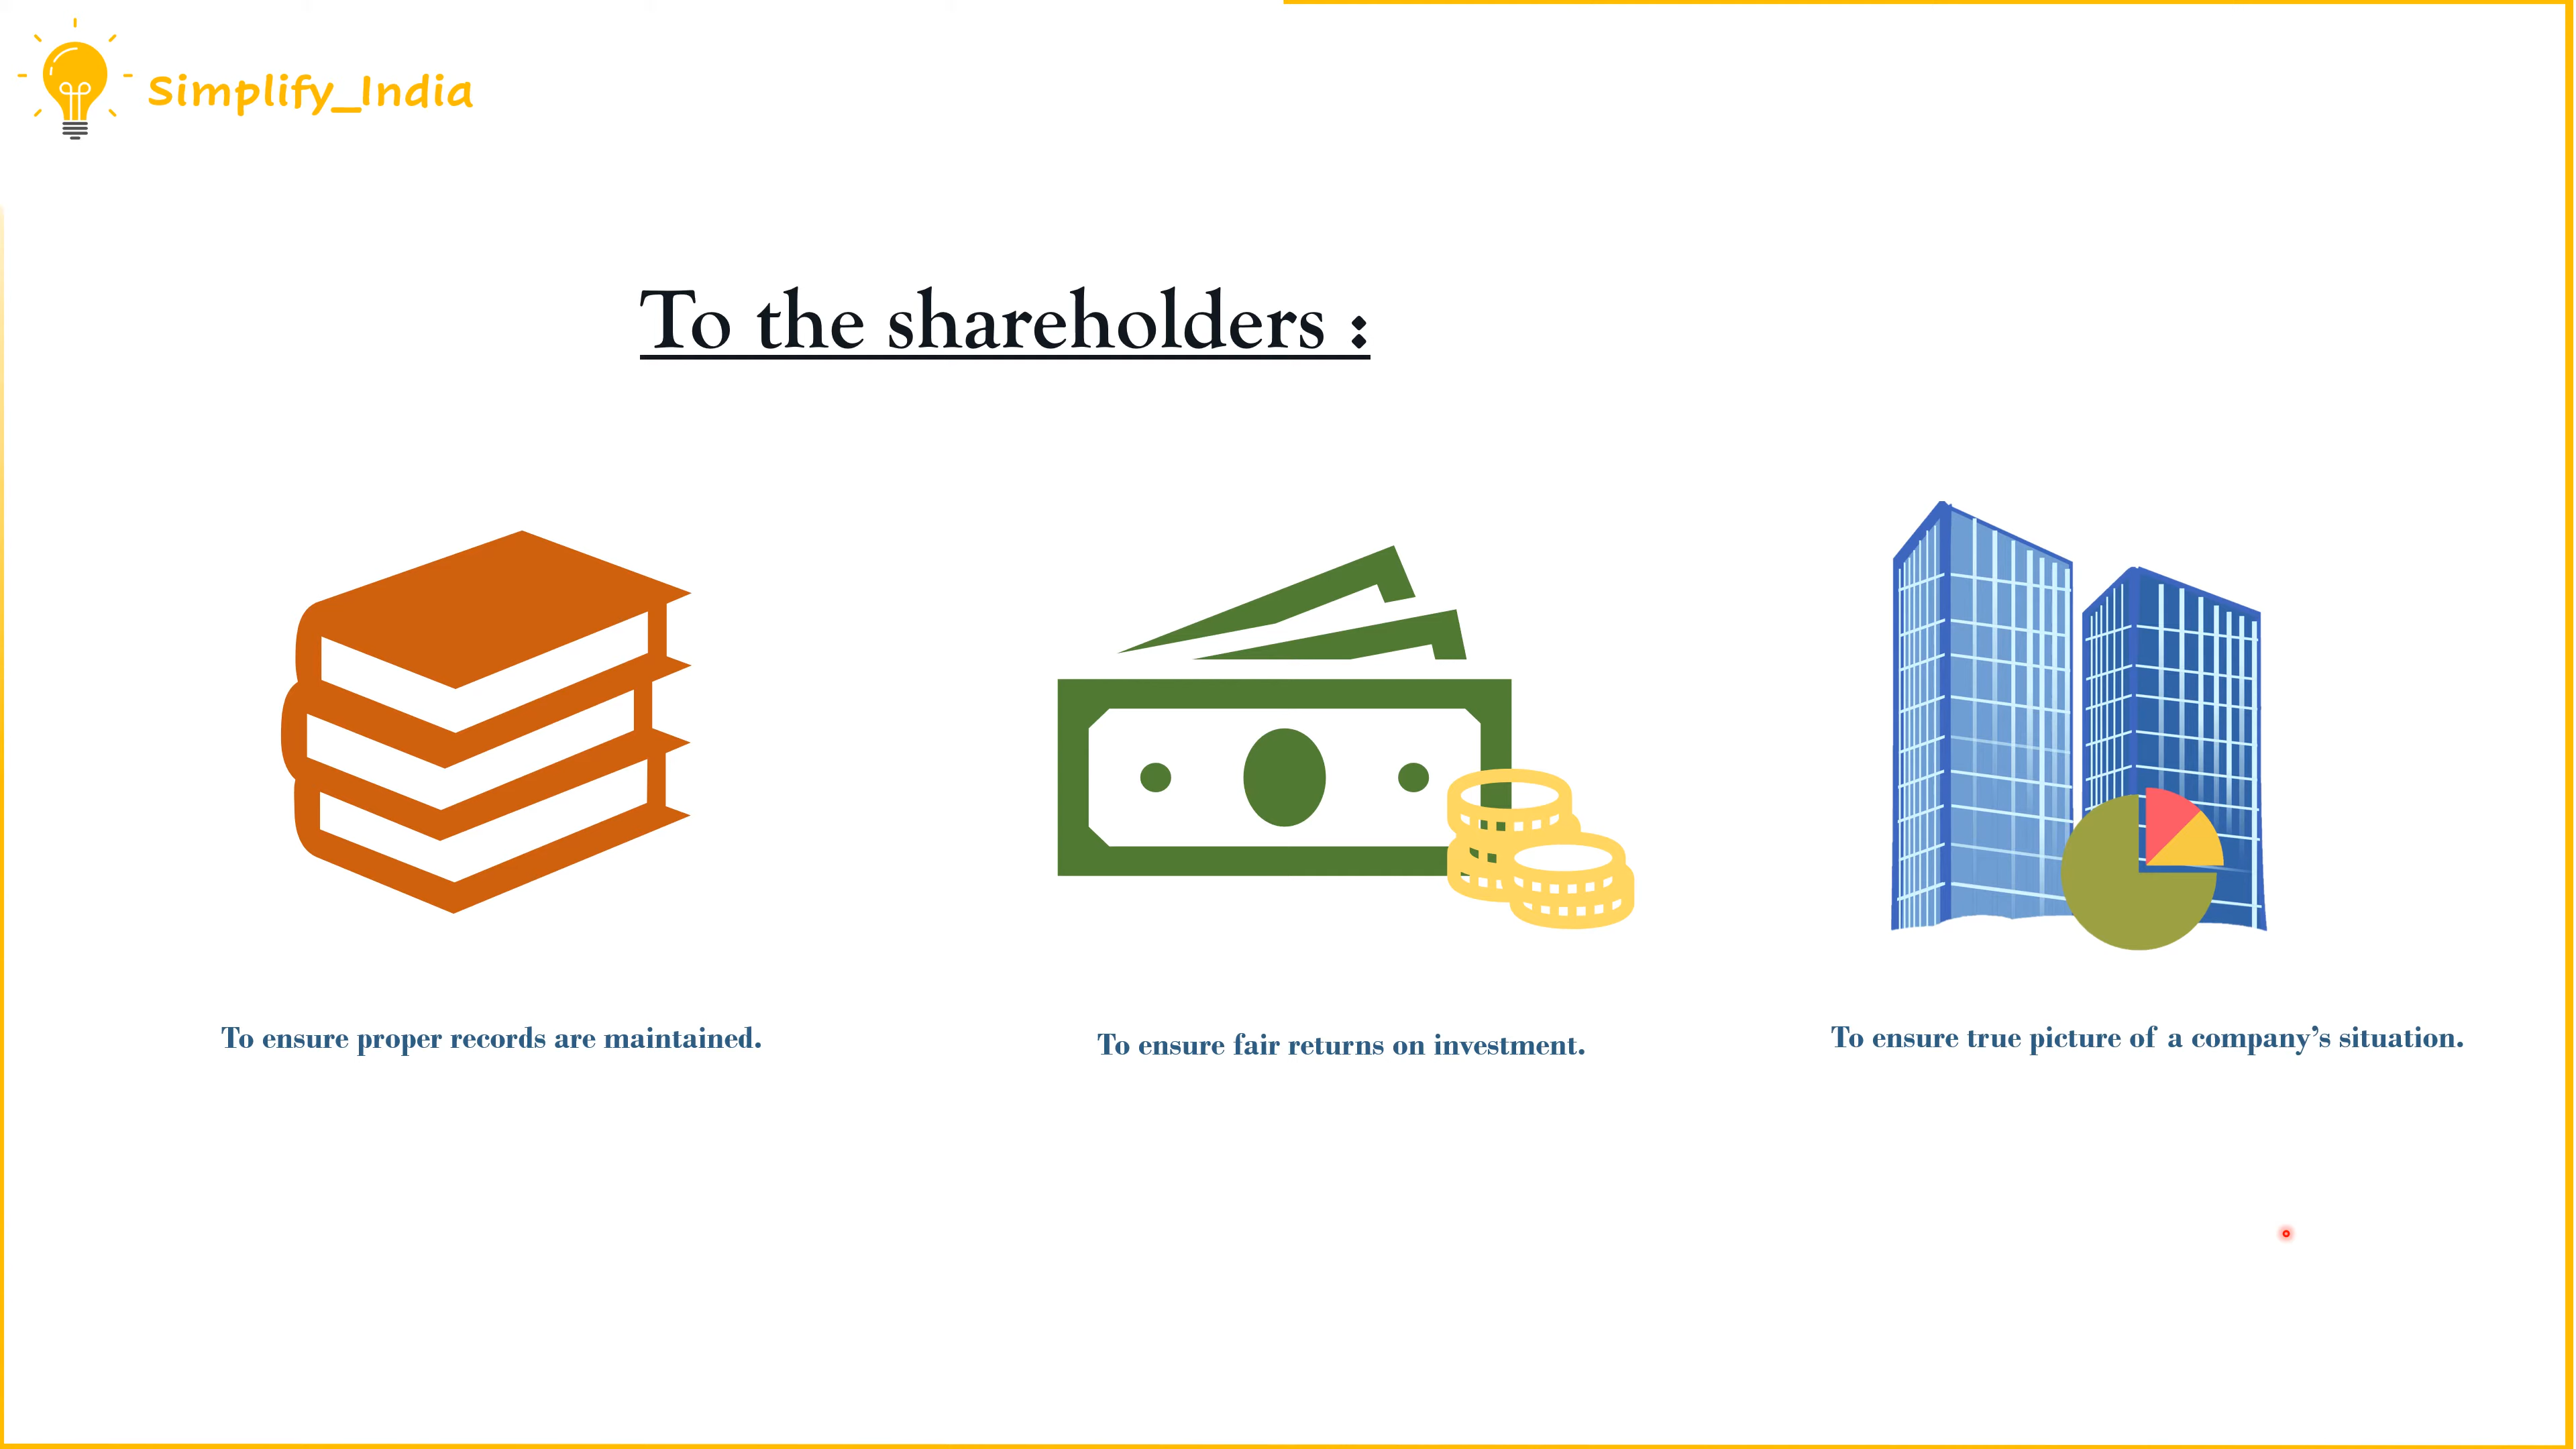 Simplify_India
To the shareholders :
To ensure proper records are maintained.
To ensure fair returns on investment.
To ensure true picture of a company’s situation.